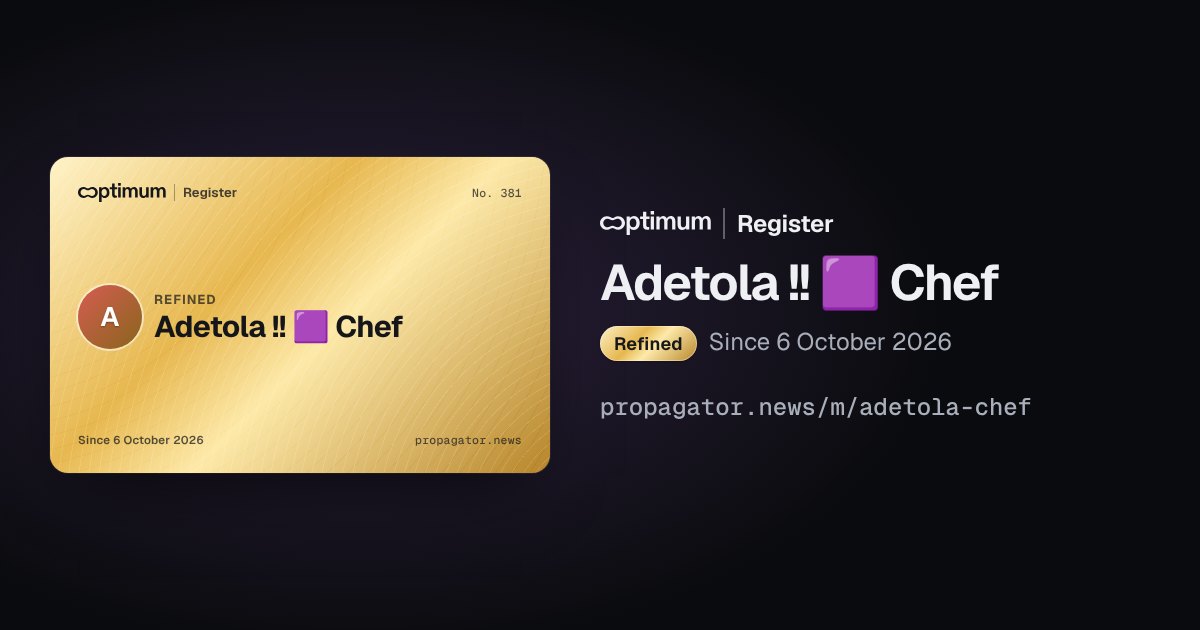 optimum | Register
No. 381
A
REFINED
Adetola !! 🟪 Chef
Since 6 October 2026
propagator.news
optimum | Register
Adetola !! 🟪 Chef
Refined
Since 6 October 2026
propagator.news/m/adetola-chef